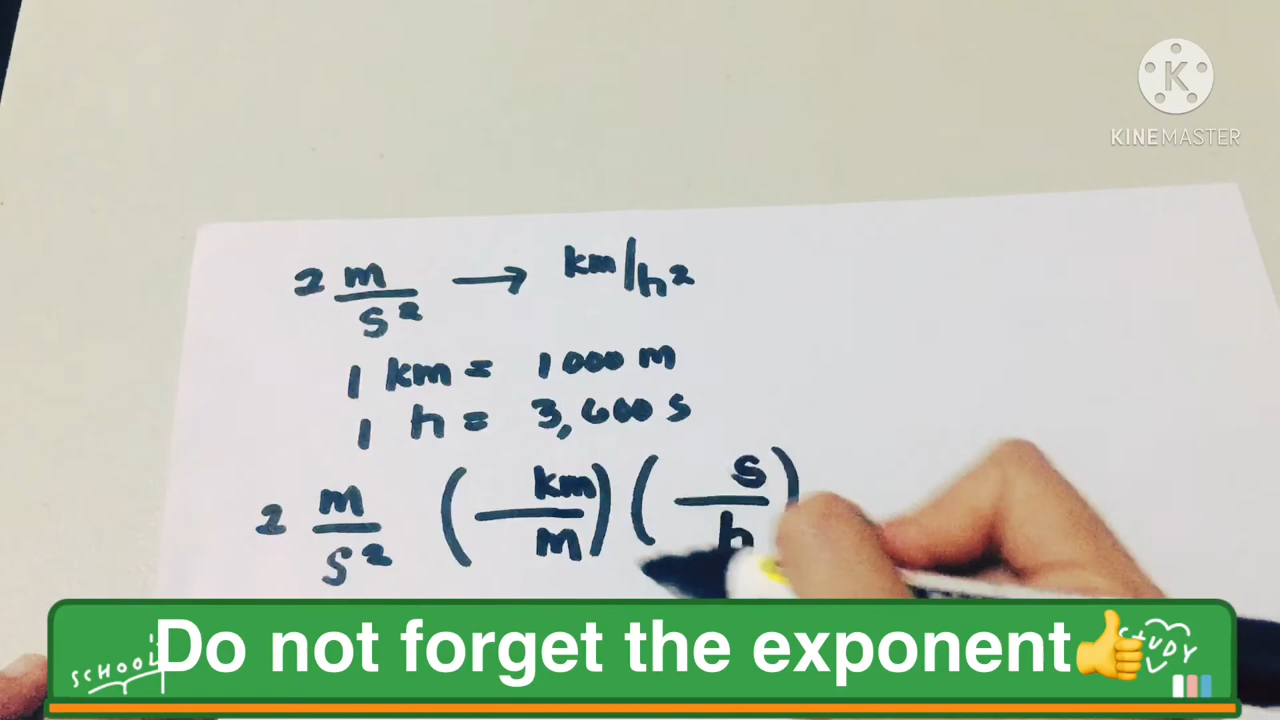 K
KINEMASTER
2 m/s² → km/h²
1 km = 1000 m
1 h = 3,600 s
2 m/s² (km/m) (s/h)
Do not forget the exponent👍
SCHOOL
STUDY